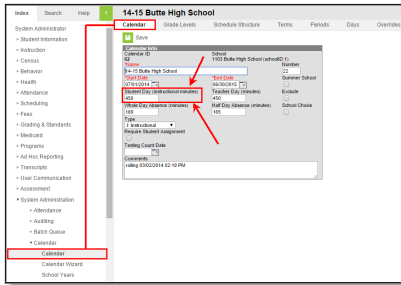 Index Search Help <
14-15 Butte High School
Calendar Grade Levels Schedule Structure Terms Periods Days Overrides
System Administrator
Student Information
Instruction
Census
Behavior
Health
Attendance
Scheduling
Fees
Grading & Standards
Medicaid
Programs
Ad Hoc Reporting
Transcripts
User Communication
Assessment
System Administration
Attendance
Auditing
Batch Queue
Calendar
Calendar
Calendar Wizard
School Years
Save
Calendar Info
Calendar ID School
62 1103 Butte High School (schoolID:1)
*Name Number
14-15 Butte High School 22
*Start Date *End Date Summer School
07/01/2014 06/30/2015
Student Day (instructional minutes) Teacher Day (minutes) Exclude
450 450
Whole Day Absence (minutes) Half Day Absence (minutes) School Choice
169 165
Type
I: Instructional
Require Student Assignment
Testing Count Date
Comments
rolling 03/02/2014 02:19 PM